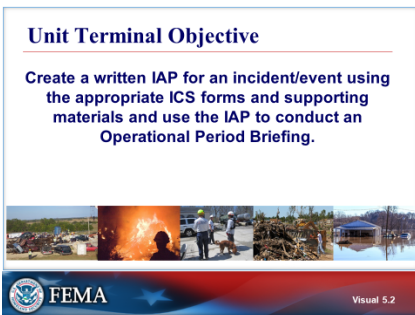 Unit Terminal Objective
Create a written IAP for an incident/event using
the appropriate ICS forms and supporting
materials and use the IAP to conduct an
Operational Period Briefing.
FEMA
Visual 5.2